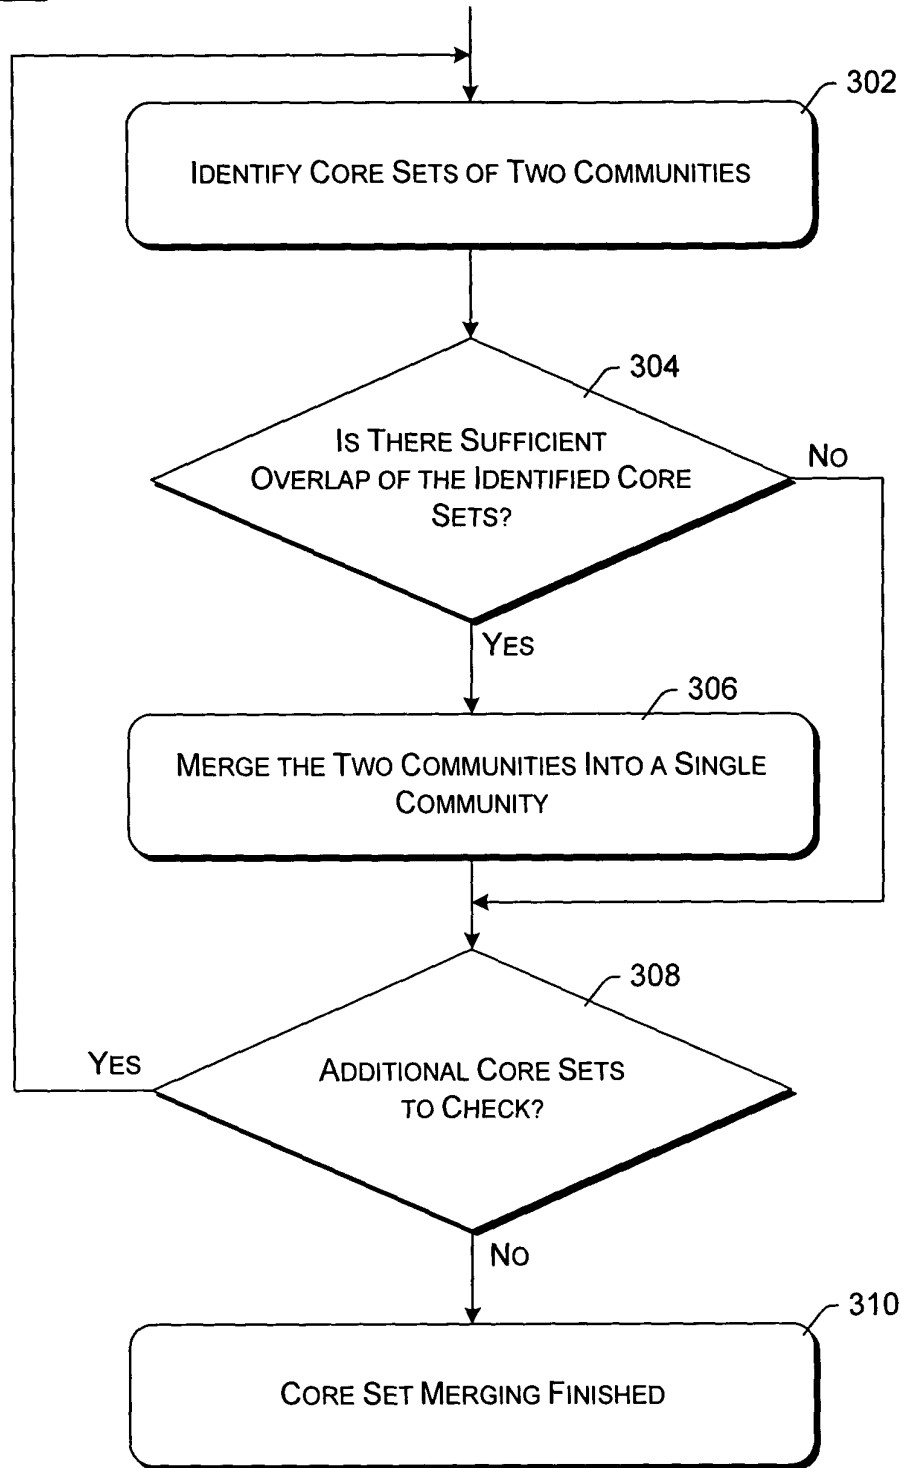 302
IDENTIFY CORE SETS OF TWO COMMUNITIES
304
IS THERE SUFFICIENT
OVERLAP OF THE IDENTIFIED CORE
SETS?
NO
YES
306
MERGE THE TWO COMMUNITIES INTO A SINGLE
COMMUNITY
308
YES
ADDITIONAL CORE SETS
TO CHECK?
NO
310
CORE SET MERGING FINISHED